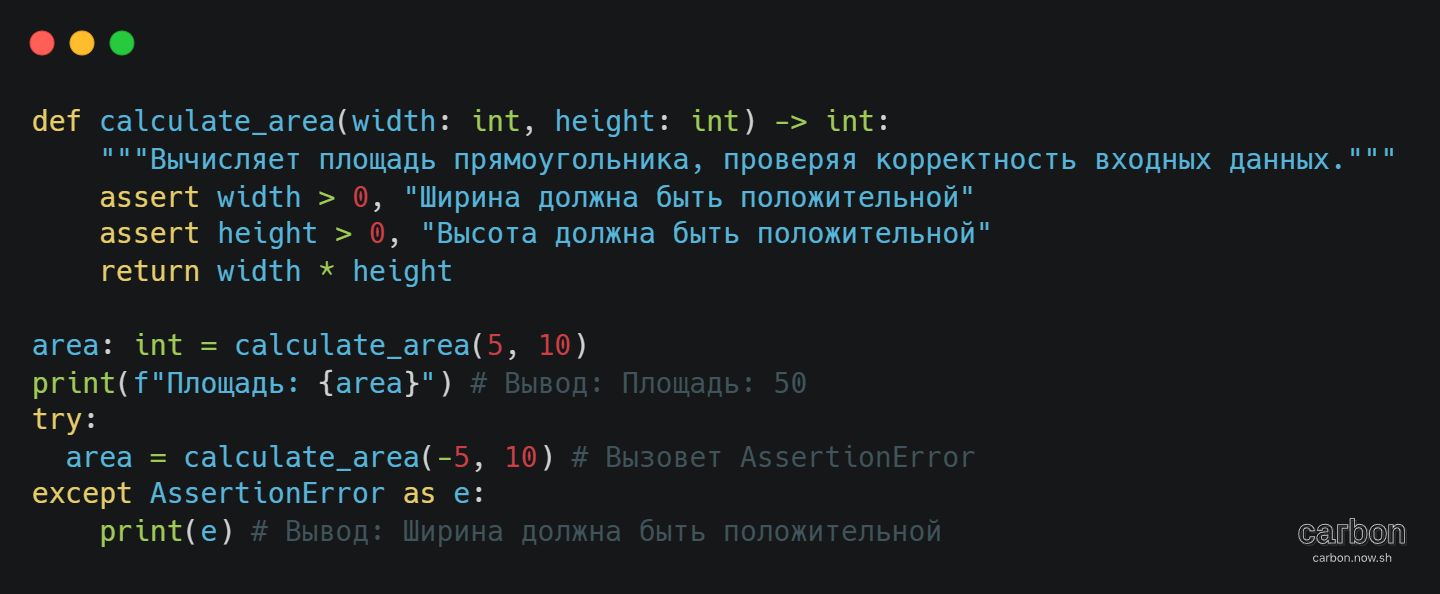 def calculate_area(width: int, height: int) -> int:
    """Вычисляет площадь прямоугольника, проверяя корректность входных данных."""
    assert width > 0, "Ширина должна быть положительной"
    assert height > 0, "Высота должна быть положительной"
    return width * height

area: int = calculate_area(5, 10)
print(f"Площадь: {area}") # Вывод: Площадь: 50
try:
  area = calculate_area(-5, 10) # Вызовет AssertionError
except AssertionError as e:
    print(e) # Вывод: Ширина должна быть положительной
carbon
carbon.now.sh